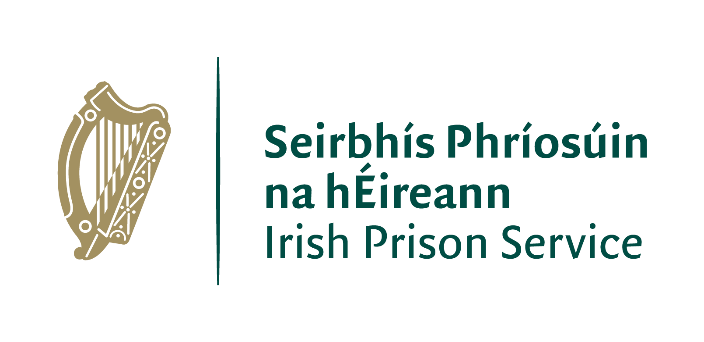 Seirbhís Phríosúin
na hÉireann
Irish Prison Service